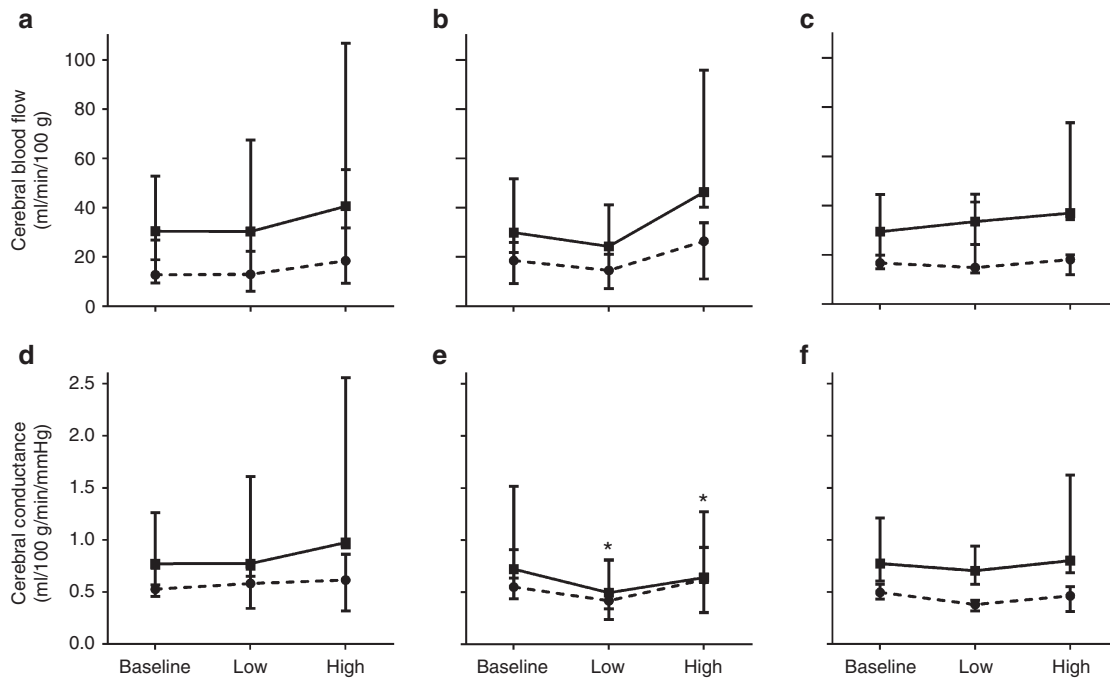 a
b
c
Cerebral blood flow
(ml/min/100 g)
100
80
60
40
20
0
d
e
f
Cerebral conductance
(ml/100 g/min/mmHg)
2.5
2.0
1.5
1.0
0.5
0.0
*
*
Baseline Low High
Baseline Low High
Baseline Low High